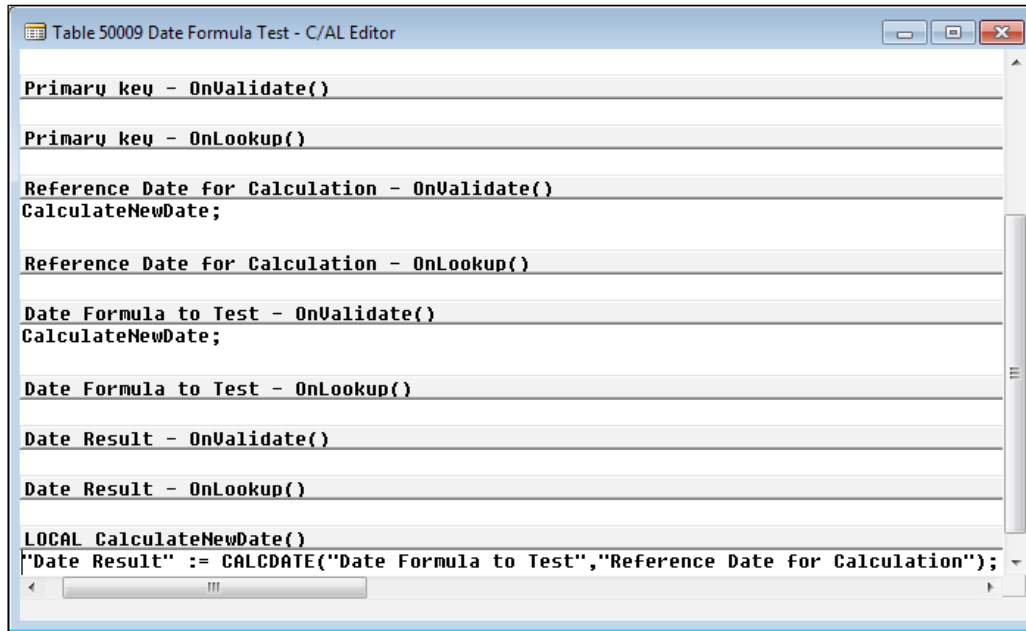 Table 50009 Date Formula Test - C/AL Editor
Primary key - OnValidate()
Primary key - OnLookup()
Reference Date for Calculation - OnValidate()
CalculateNewDate;
Reference Date for Calculation - OnLookup()
Date Formula to Test - OnValidate()
CalculateNewDate;
Date Formula to Test - OnLookup()
Date Result - OnValidate()
Date Result - OnLookup()
LOCAL CalculateNewDate()
"Date Result" := CALCDATE("Date Formula to Test","Reference Date for Calculation");